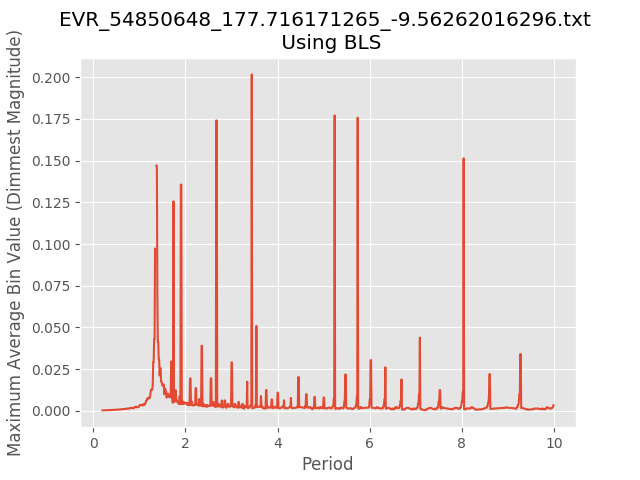 EVR_54850648_177.716171265_-9.56262016296.txt
Using BLS
Maximum Average Bin Value (Dimmest Magnitude)
0.200
0.175
0.150
0.125
0.100
0.075
0.050
0.025
0.000
0 2 4 6 8 10
Period